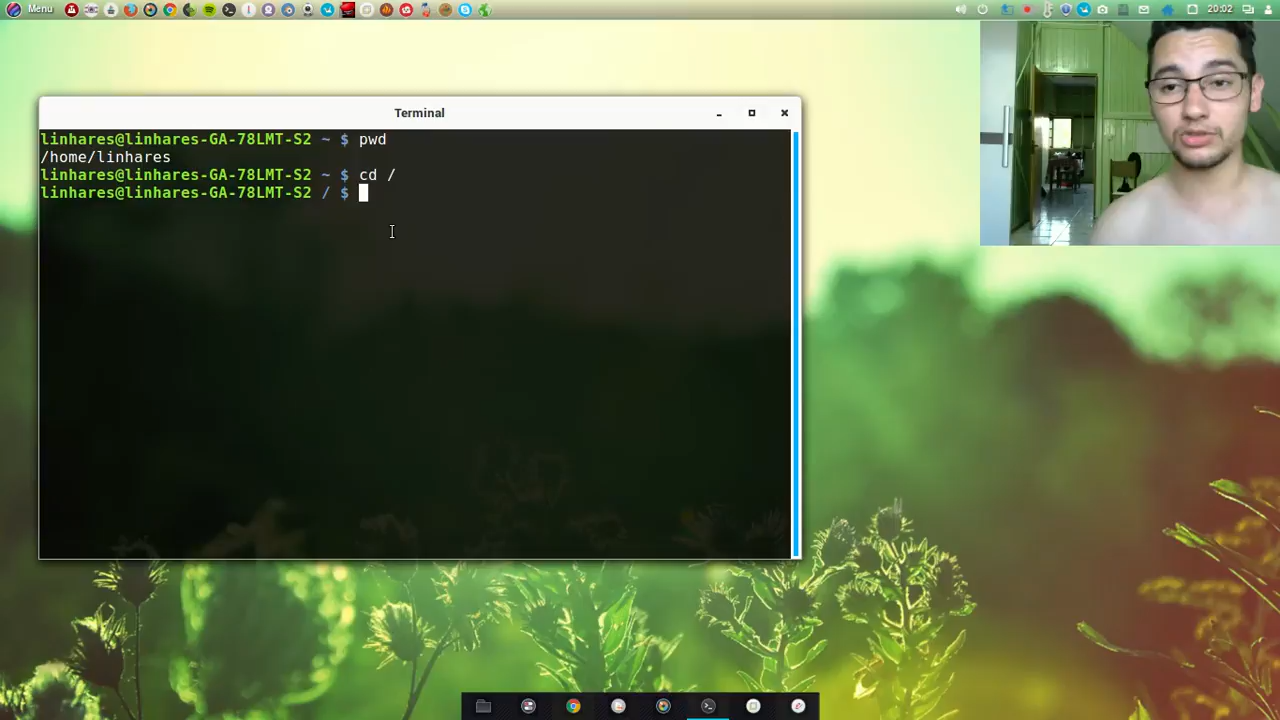 Menu
20:02
Terminal
linhares@linhares-GA-78LMT-S2 ~ $ pwd
/home/linhares
linhares@linhares-GA-78LMT-S2 ~ $ cd /
linhares@linhares-GA-78LMT-S2 / $